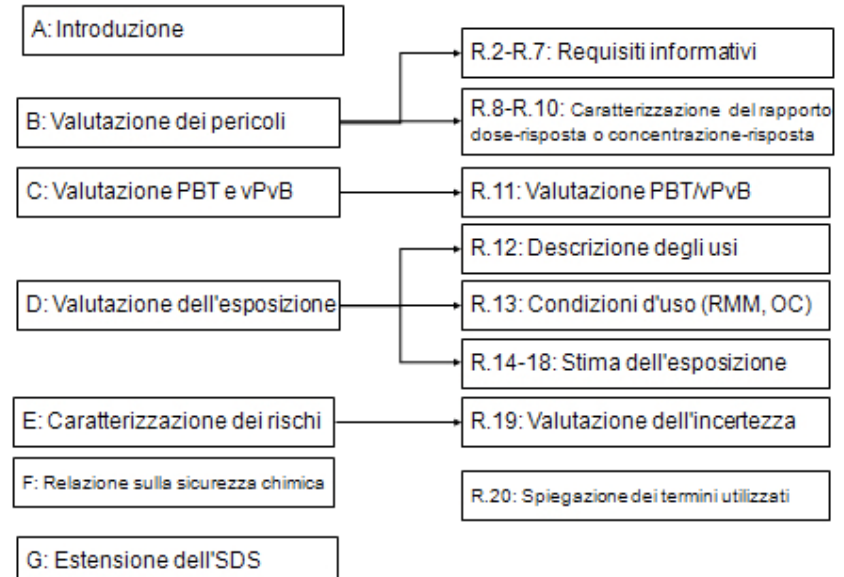 A: Introduzione
R.2-R.7: Requisiti informativi
B: Valutazione dei pericoli
R.8-R.10: Caratterizzazione del rapporto
dose-risposta o concentrazione-risposta
C: Valutazione PBT e vPvB
R.11: Valutazione PBT/vPvB
R.12: Descrizione degli usi
D: Valutazione dell'esposizione
R.13: Condizioni d'uso (RMM, OC)
R.14-18: Stima dell'esposizione
E: Caratterizzazione dei rischi
R.19: Valutazione dell'incertezza
F: Relazione sulla sicurezza chimica
R.20: Spiegazione dei termini utilizzati
G: Estensione dell'SDS